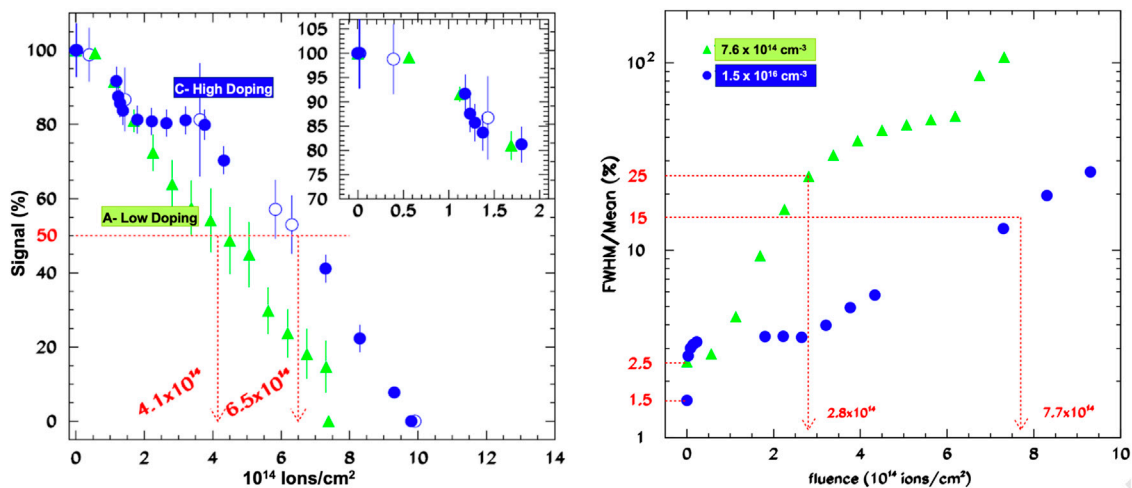 100
80
60
50
40
20
0
Signal (%)
C- High Doping
A- Low Doping
4.1x10¹⁴
6.5x10¹⁴
0 2 4 6 8 10 12 14
10¹⁴ Ions/cm²
105
100
95
90
85
80
75
70
0 0.5 1 1.5 2
7.6 x 10¹⁴ cm⁻³
1.5 x 10¹⁶ cm⁻³
10²
25
15
10
2.5
1.5
1
FWHM/Mean (%)
2.8x10¹⁴
7.7x10¹⁴
0 2 4 6 8 10
fluence (10¹⁴ ions/cm²)